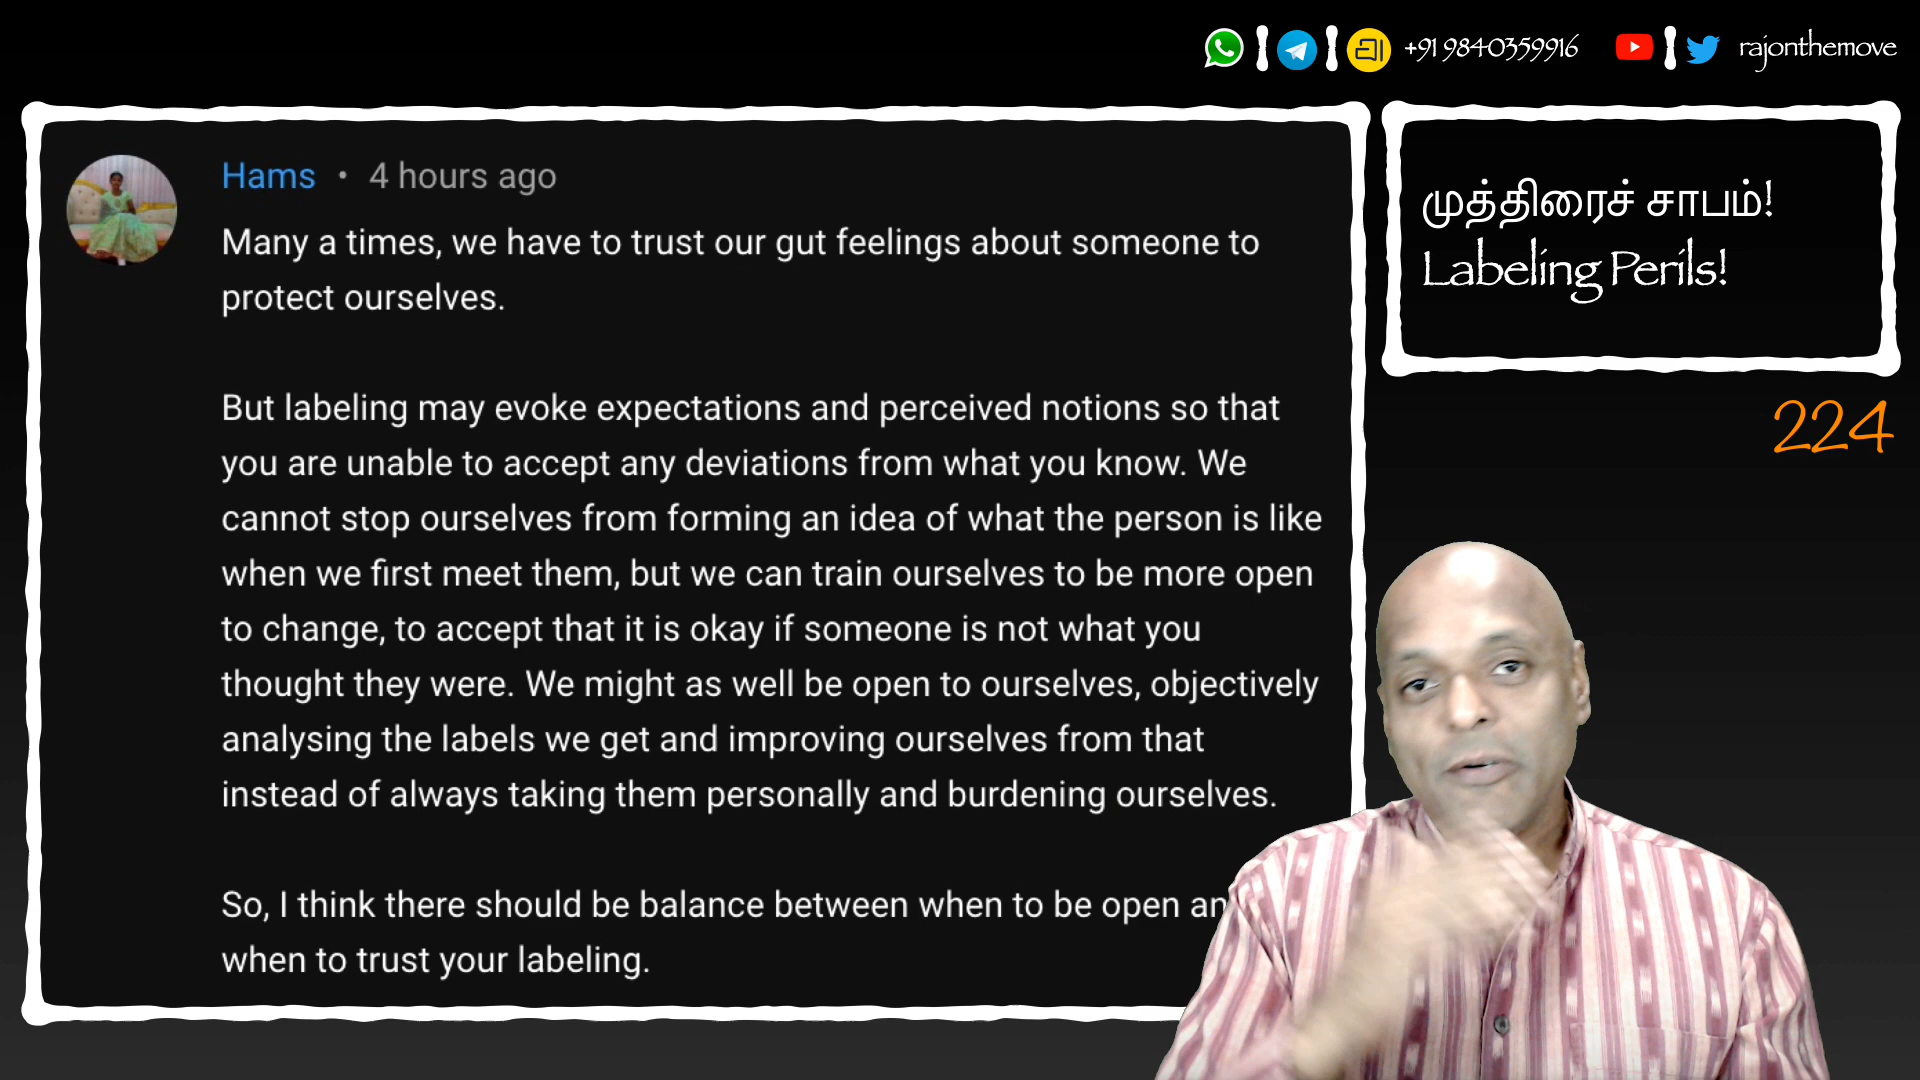 +91 9840359916 rajonthemove
Hams • 4 hours ago
Many a times, we have to trust our gut feelings about someone to
protect ourselves.
But labeling may evoke expectations and perceived notions so that
you are unable to accept any deviations from what you know. We
cannot stop ourselves from forming an idea of what the person is like
when we first meet them, but we can train ourselves to be more open
to change, to accept that it is okay if someone is not what you
thought they were. We might as well be open to ourselves, objectively
analysing the labels we get and improving ourselves from that
instead of always taking them personally and burdening ourselves.
So, I think there should be balance between when to be open an
when to trust your labeling.
முத்திரைச் சாபம்!
Labeling Perils!
224